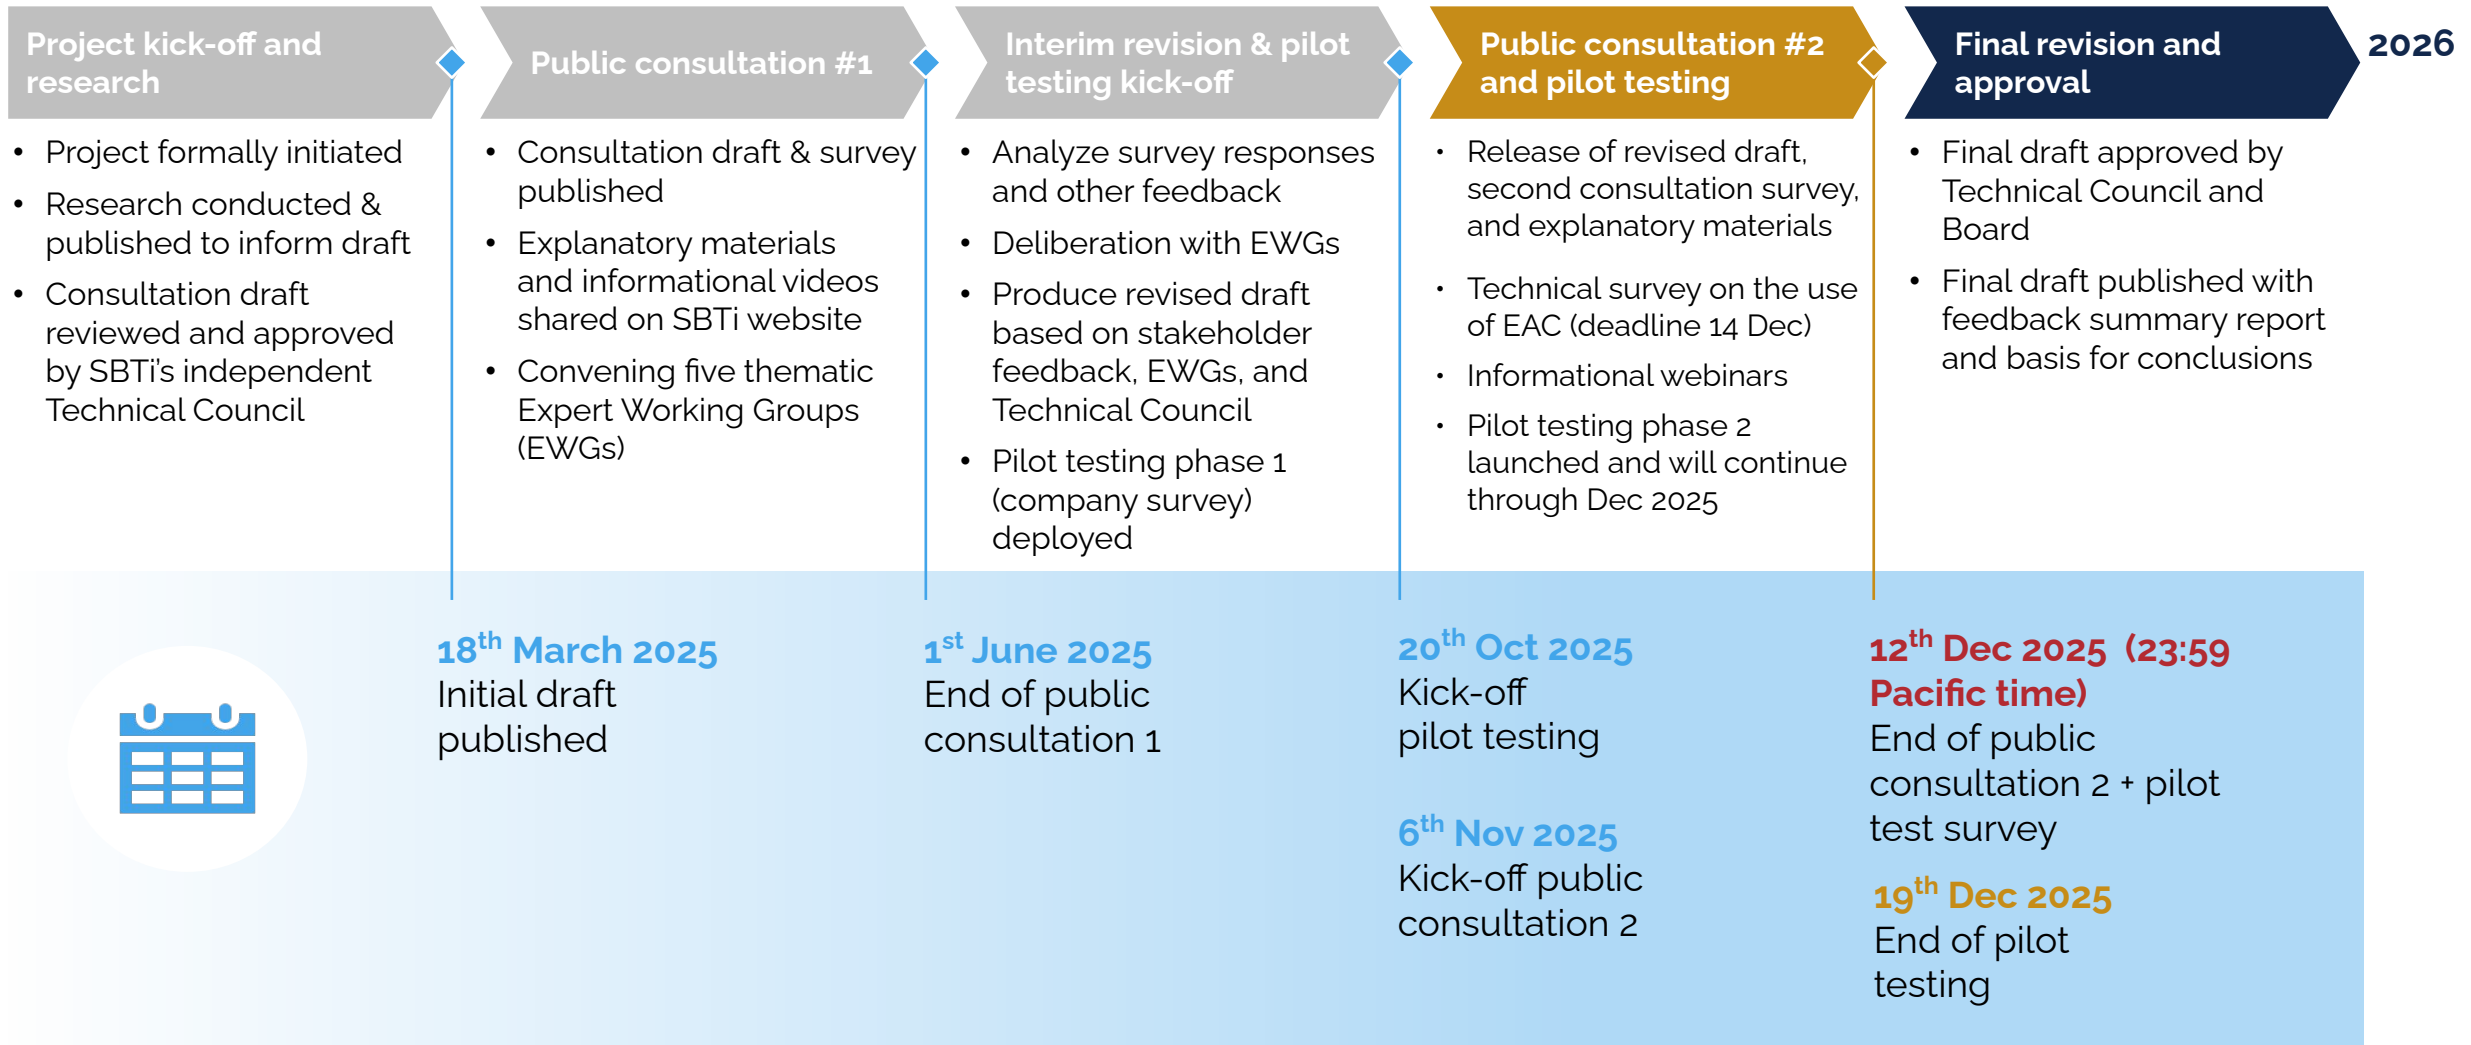 Project kick-off and
research
• Project formally initiated
• Research conducted &
published to inform draft
• Consultation draft
reviewed and approved
by SBTi's independent
Technical Council
Public consultation #1
• Consultation draft & survey
published
• Explanatory materials
and informational videos
shared on SBTi website
• Convening five thematic
Expert Working Groups
(EWGs)
Interim revision & pilot
testing kick-off
• Analyze survey responses
and other feedback
• Deliberation with EWGs
• Produce revised draft
based on stakeholder
feedback, EWGs, and
Technical Council
• Pilot testing phase 1
(company survey)
deployed
Public consultation #2
and pilot testing
• Release of revised draft,
second consultation survey,
and explanatory materials
• Technical survey on the use
of EAC (deadline 14 Dec)
• Informational webinars
• Pilot testing phase 2
launched and will continue
through Dec 2025
Final revision and
approval
• Final draft approved by
Technical Council and
Board
• Final draft published with
feedback summary report
and basis for conclusions
2026
18th March 2025
Initial draft
published
1st June 2025
End of public
consultation 1
20th Oct 2025
Kick-off
pilot testing
6th Nov 2025
Kick-off public
consultation 2
12th Dec 2025 (23:59
Pacific time)
End of public
consultation 2 + pilot
test survey
19th Dec 2025
End of pilot
testing